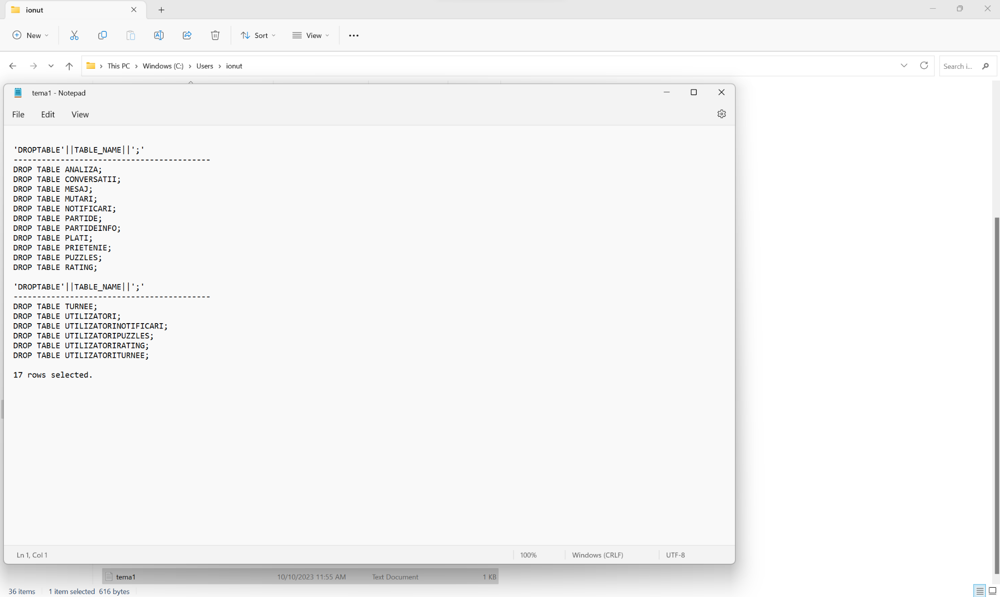 ionut
New
Sort
View
This PC > Windows (C:) > Users > ionut
Search i...
tema1 - Notepad
File Edit View
'DROPTABLE'||TABLE_NAME||';'
------------------------------------------
DROP TABLE ANALIZA;
DROP TABLE CONVERSATII;
DROP TABLE MESAJ;
DROP TABLE MUTARI;
DROP TABLE NOTIFICARI;
DROP TABLE PARTIDE;
DROP TABLE PARTIDEINFO;
DROP TABLE PLATI;
DROP TABLE PRIETENIE;
DROP TABLE PUZZLES;
DROP TABLE RATING;
'DROPTABLE'||TABLE_NAME||';'
------------------------------------------
DROP TABLE TURNEE;
DROP TABLE UTILIZATORI;
DROP TABLE UTILIZATORINOTIFICARI;
DROP TABLE UTILIZATORIPUZZLES;
DROP TABLE UTILIZATORIRATING;
DROP TABLE UTILIZATORITURNEE;
17 rows selected.
Ln 1, Col 1 100% Windows (CRLF) UTF-8
tema1 10/10/2023 11:55 AM Text Document 1 KB
36 items 1 item selected 616 bytes